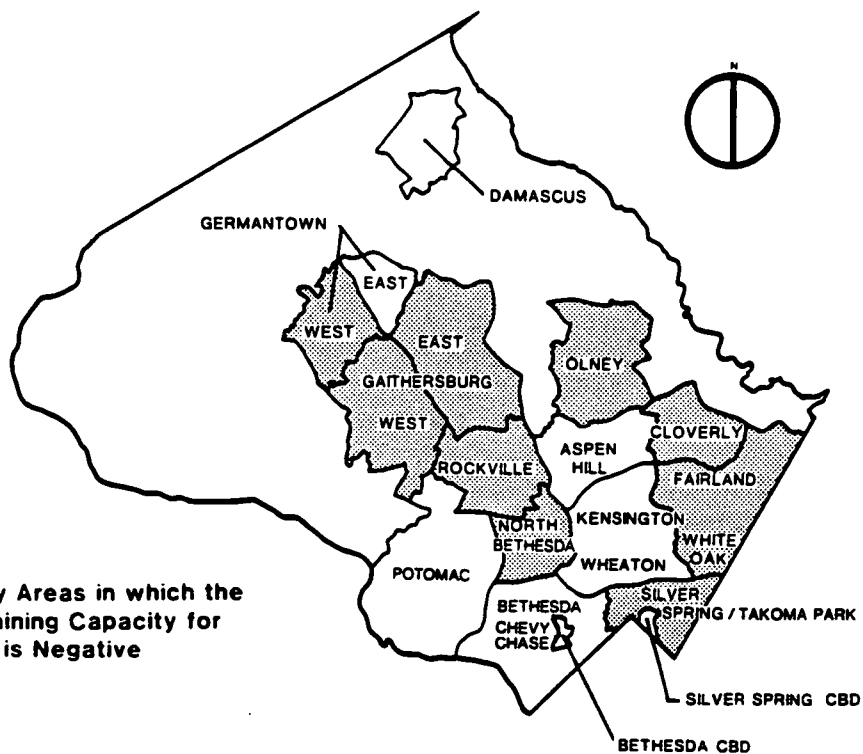 N
DAMASCUS
GERMANTOWN
EAST
WEST
EAST
GAITHERSBURG
WEST
OLNEY
CLOVERLY
ASPEN
HILL
ROCKVILLE
FAIRLAND
NORTH
BETHESDA
KENSINGTON
WHEATON
WHITE
OAK
POTOMAC
SILVER
SPRING / TAKOMA PARK
BETHESDA
CHEVY
CHASE
SILVER SPRING CBD
BETHESDA CBD
Areas in which the
Capacity for
is Negative